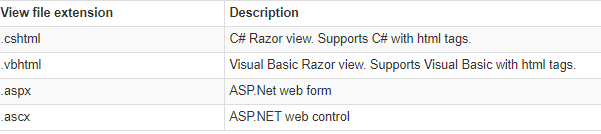 View file extension Description
.cshtml C# Razor view. Supports C# with html tags.
.vbhtml Visual Basic Razor view. Supports Visual Basic with html tags.
.aspx ASP.Net web form
.ascx ASP.NET web control